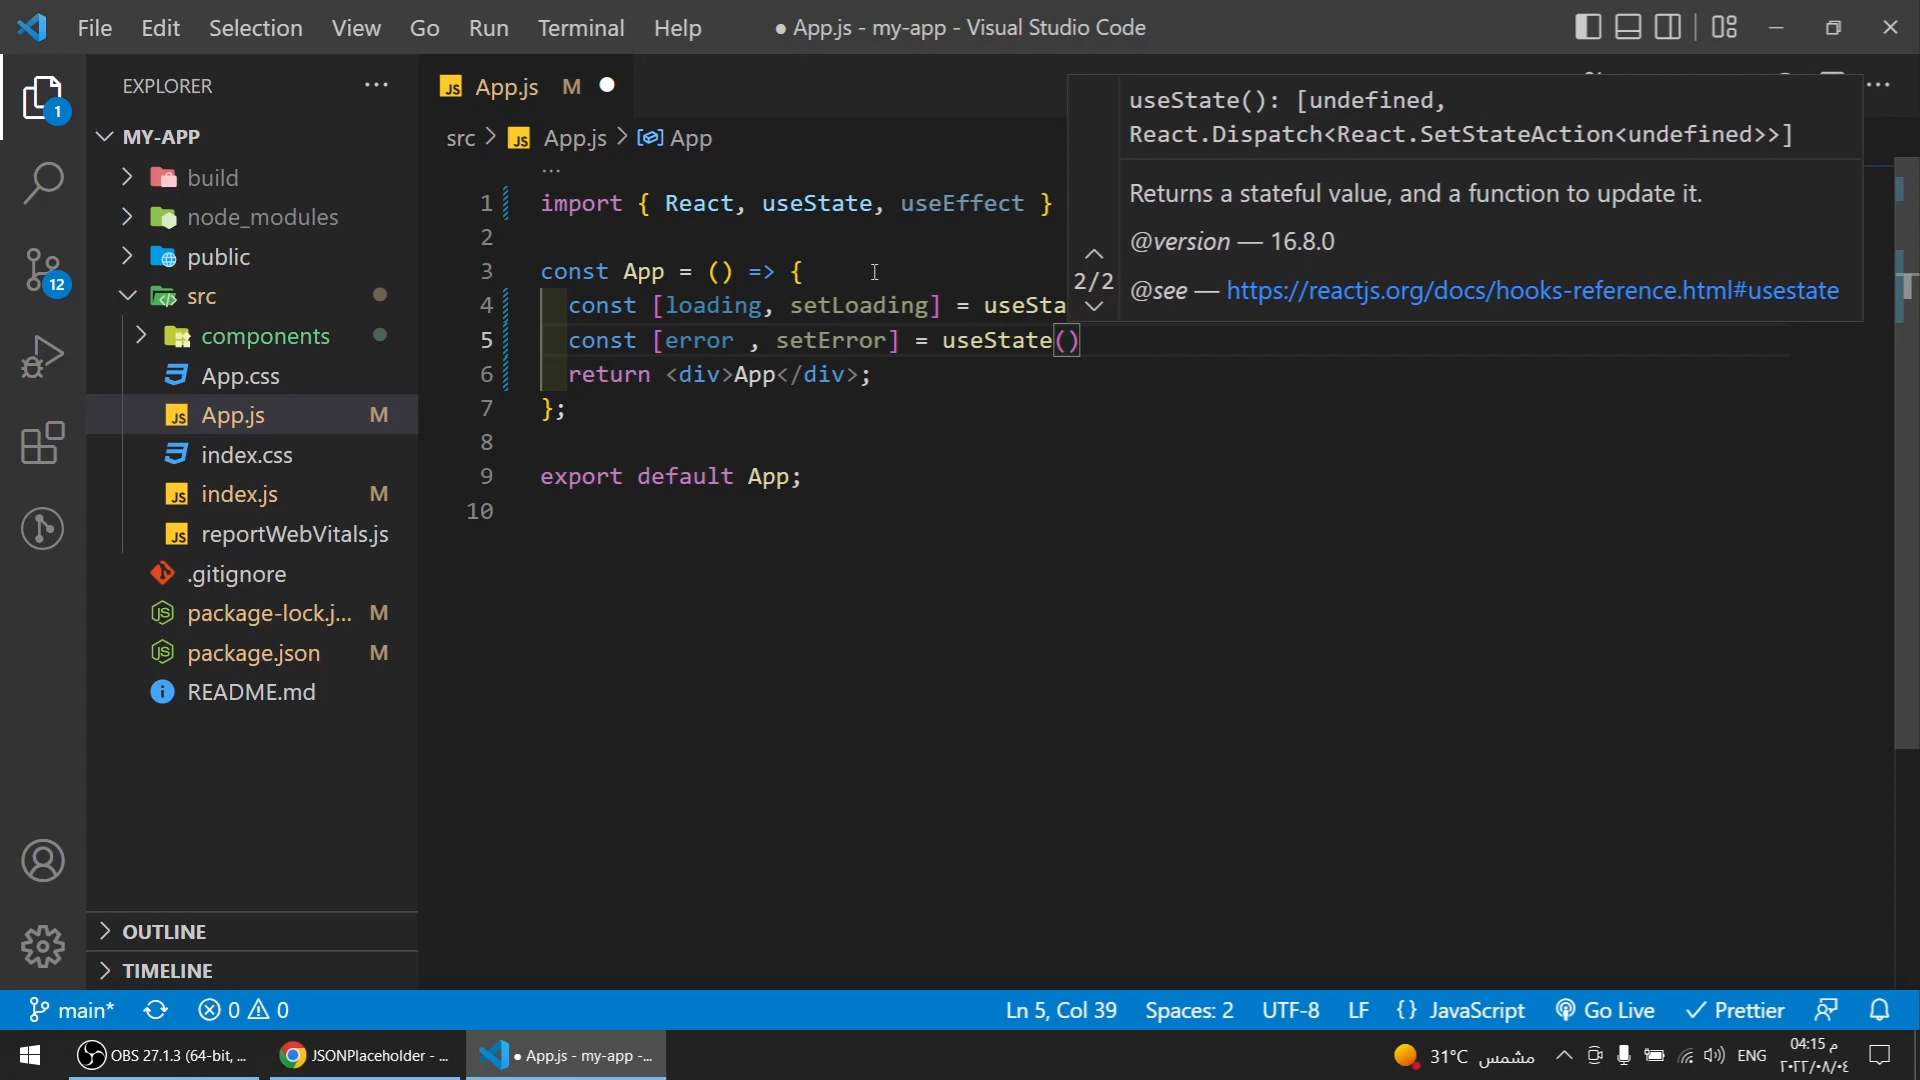 File Edit Selection View Go Run Terminal Help
● App.js - my-app - Visual Studio Code
EXPLORER
1
MY-APP
build
node_modules
public
12
src
components
App.css
App.js M
index.css
index.js M
reportWebVitals.js
.gitignore
package-lock.j... M
package.json M
README.md
OUTLINE
TIMELINE
App.js M
src > App.js > App
useState(): [undefined,
React.Dispatch<React.SetStateAction<undefined>>]
Returns a stateful value, and a function to update it.
@version — 16.8.0
2/2
@see — https://reactjs.org/docs/hooks-reference.html#usestate
1 import { React, useState, useEffect }
2
3 const App = () => {
4 const [loading, setLoading] = useSta
5 const [error , setError] = useState()
6 return <div>App</div>;
7 };
8
9 export default App;
10
main* 0 0 Ln 5, Col 39 Spaces: 2 UTF-8 LF {} JavaScript Go Live Prettier
OBS 27.1.3 (64-bit, ... JSONPlaceholder - ... ● App.js - my-app -... 31°C مشمس ENG 04:15 م
٢٠٢٢/٠٨/٠٤